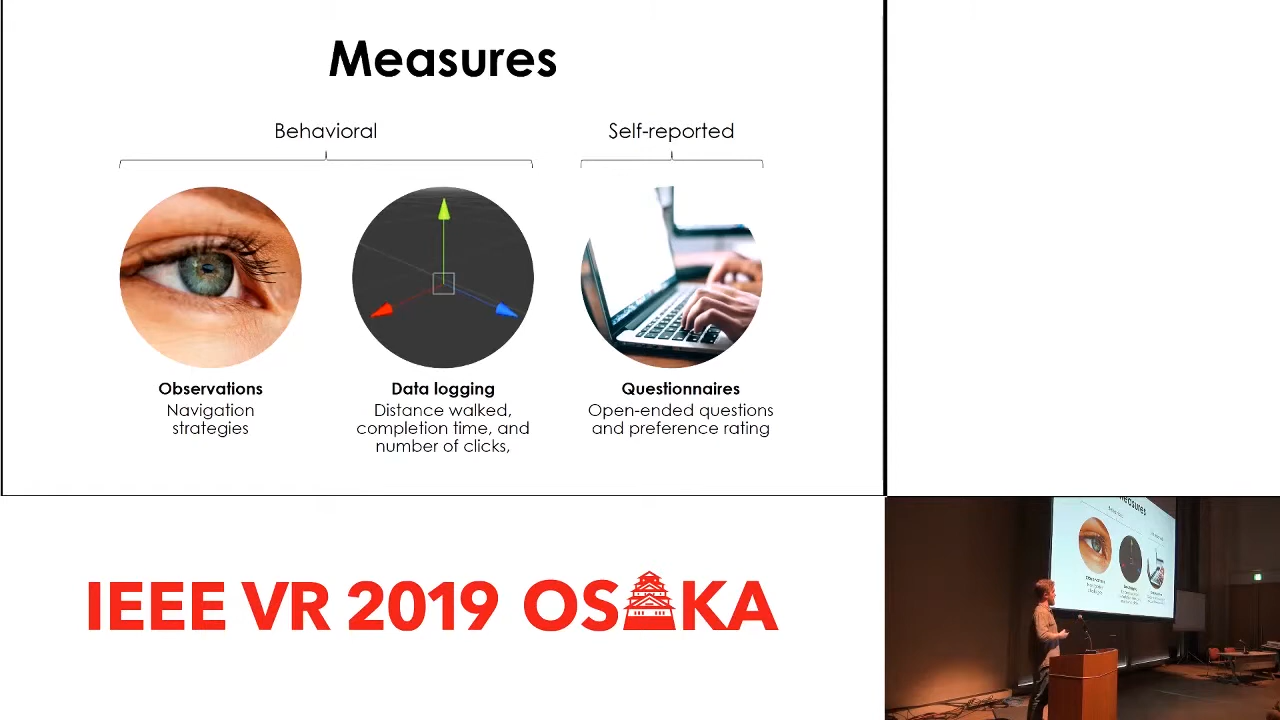 Measures
Behavioral
Self-reported
Observations
Navigation
strategies
Data logging
Distance walked,
completion time, and
number of clicks,
Questionnaires
Open-ended questions
and preference rating
IEEE VR 2019 OSAKA
Measures